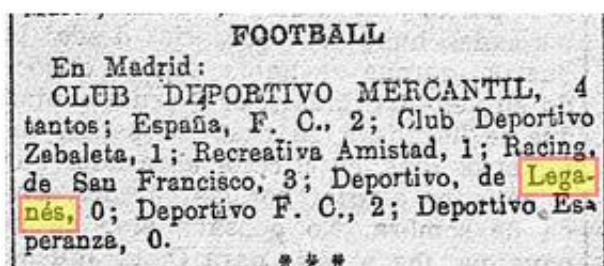 FOOTBALL
En Madrid:
CLUB DEPORTIVO MERCANTIL, 4
tantos; España, F. C., 2; Club Deportivo
Zabaleta, 1; Recreativa Amistad, 1; Racing,
de San Francisco, 3; Deportivo, de Lega-
nés, 0; Deportivo F. C., 2; Deportivo Es-
peranza, 0.
* * *